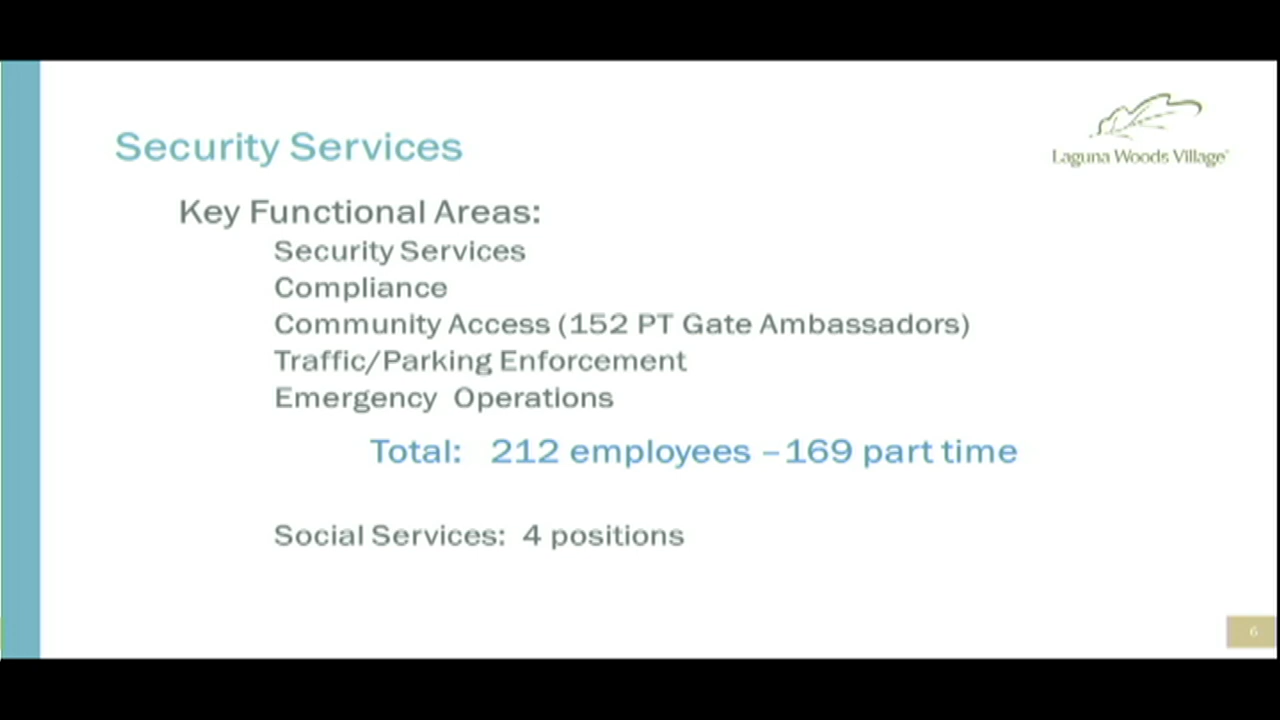 Laguna Woods Village
Security Services
Key Functional Areas:
Security Services
Compliance
Community Access (152 PT Gate Ambassadors)
Traffic/Parking Enforcement
Emergency Operations
Total: 212 employees – 169 part time
Social Services: 4 positions
6